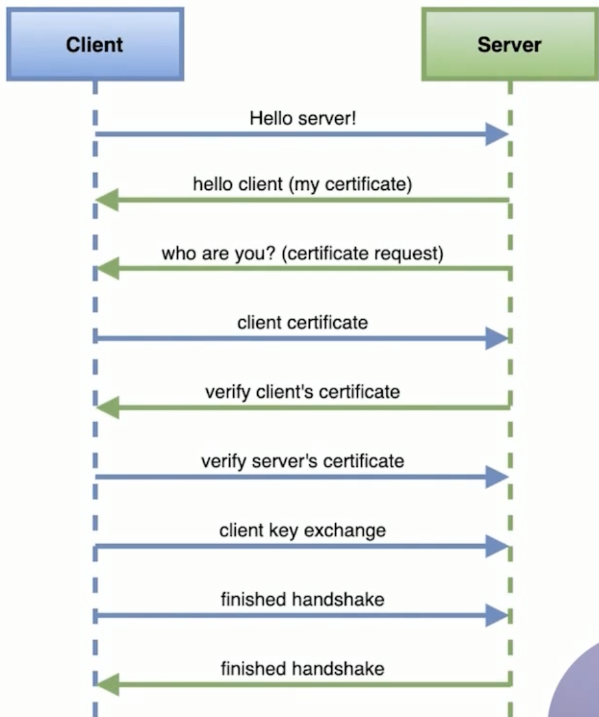 Client
Server
Hello server!
hello client (my certificate)
who are you? (certificate request)
client certificate
verify client's certificate
verify server's certificate
client key exchange
finished handshake
finished handshake